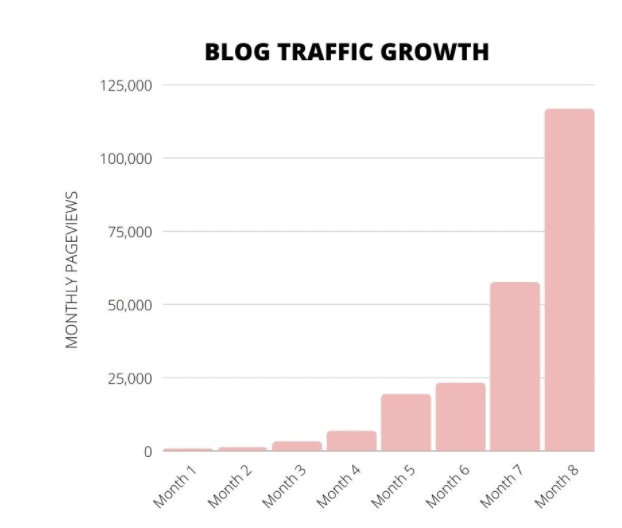 BLOG TRAFFIC GROWTH
125,000
100,000
75,000
50,000
25,000
0
MONTHLY PAGEVIEWS
Month 1
Month 2
Month 3
Month 4
Month 5
Month 6
Month 7
Month 8